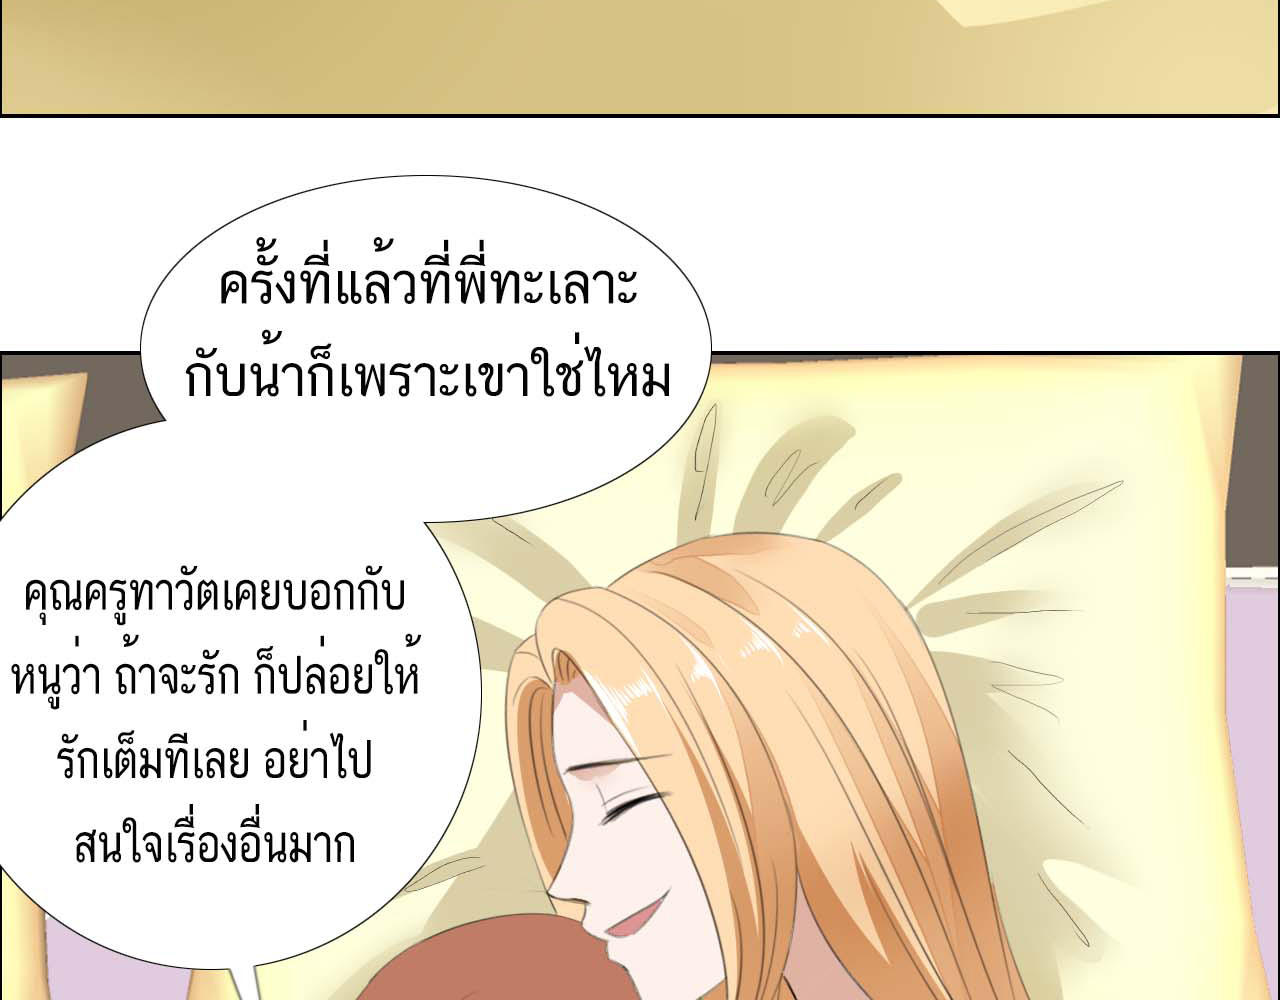 ครั้งที่แล้วที่พี่ทะเลาะ
กับน้าก็เพราะเขาใช่ไหม
คุณครูทาวัตเคยบอกกับ
หนูว่า ถ้าจะรัก ก็ปล่อยให้
รักเต็มทีเลย อย่าไป
สนใจเรื่องอื่นมาก